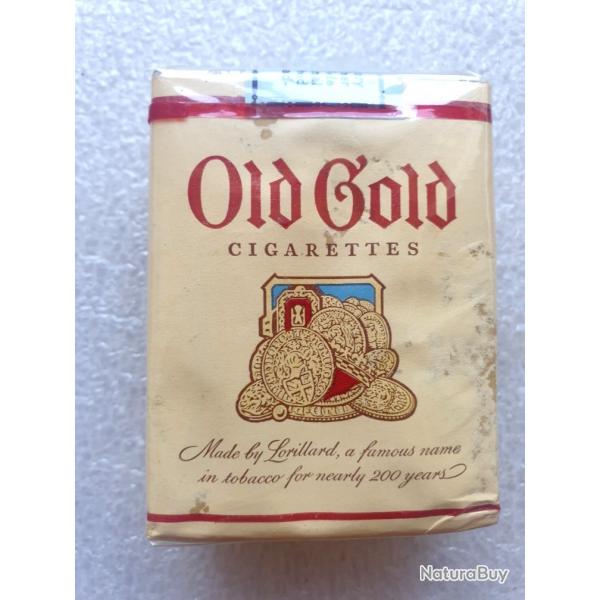 Old Gold
CIGARETTES
Made by Lorillard, a famous name
in tobacco for nearly 200 years
NaturaBuy